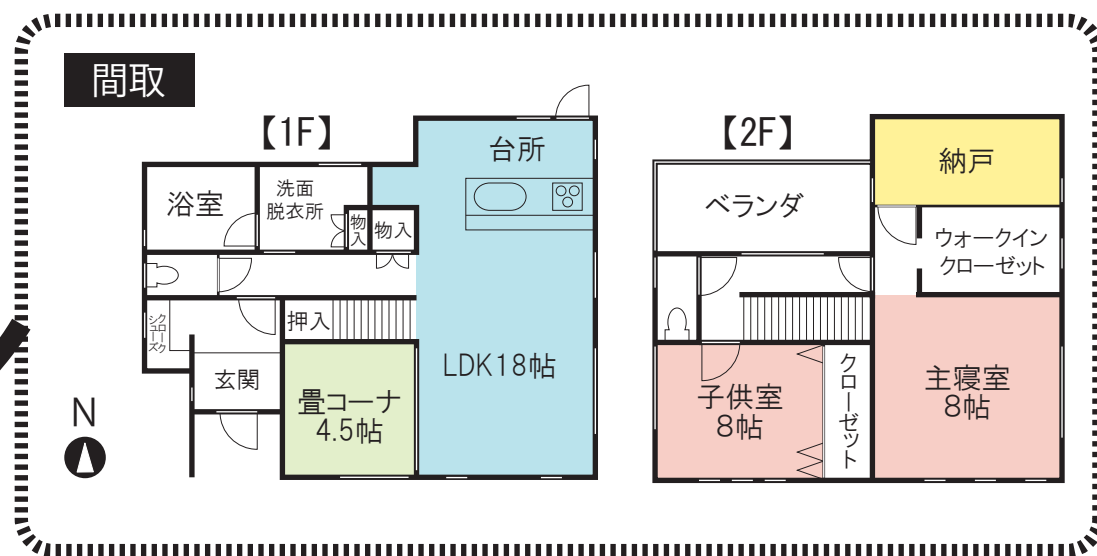 間取
【1F】
台所
浴室
洗面
脱衣所
物入
物入
シューズ
クローク
押入
玄関
畳コーナ
4.5帖
LDK18帖
N
【2F】
納戸
ベランダ
ウォークイン
クローゼット
子供室
8帖
クローゼット
主寝室
8帖